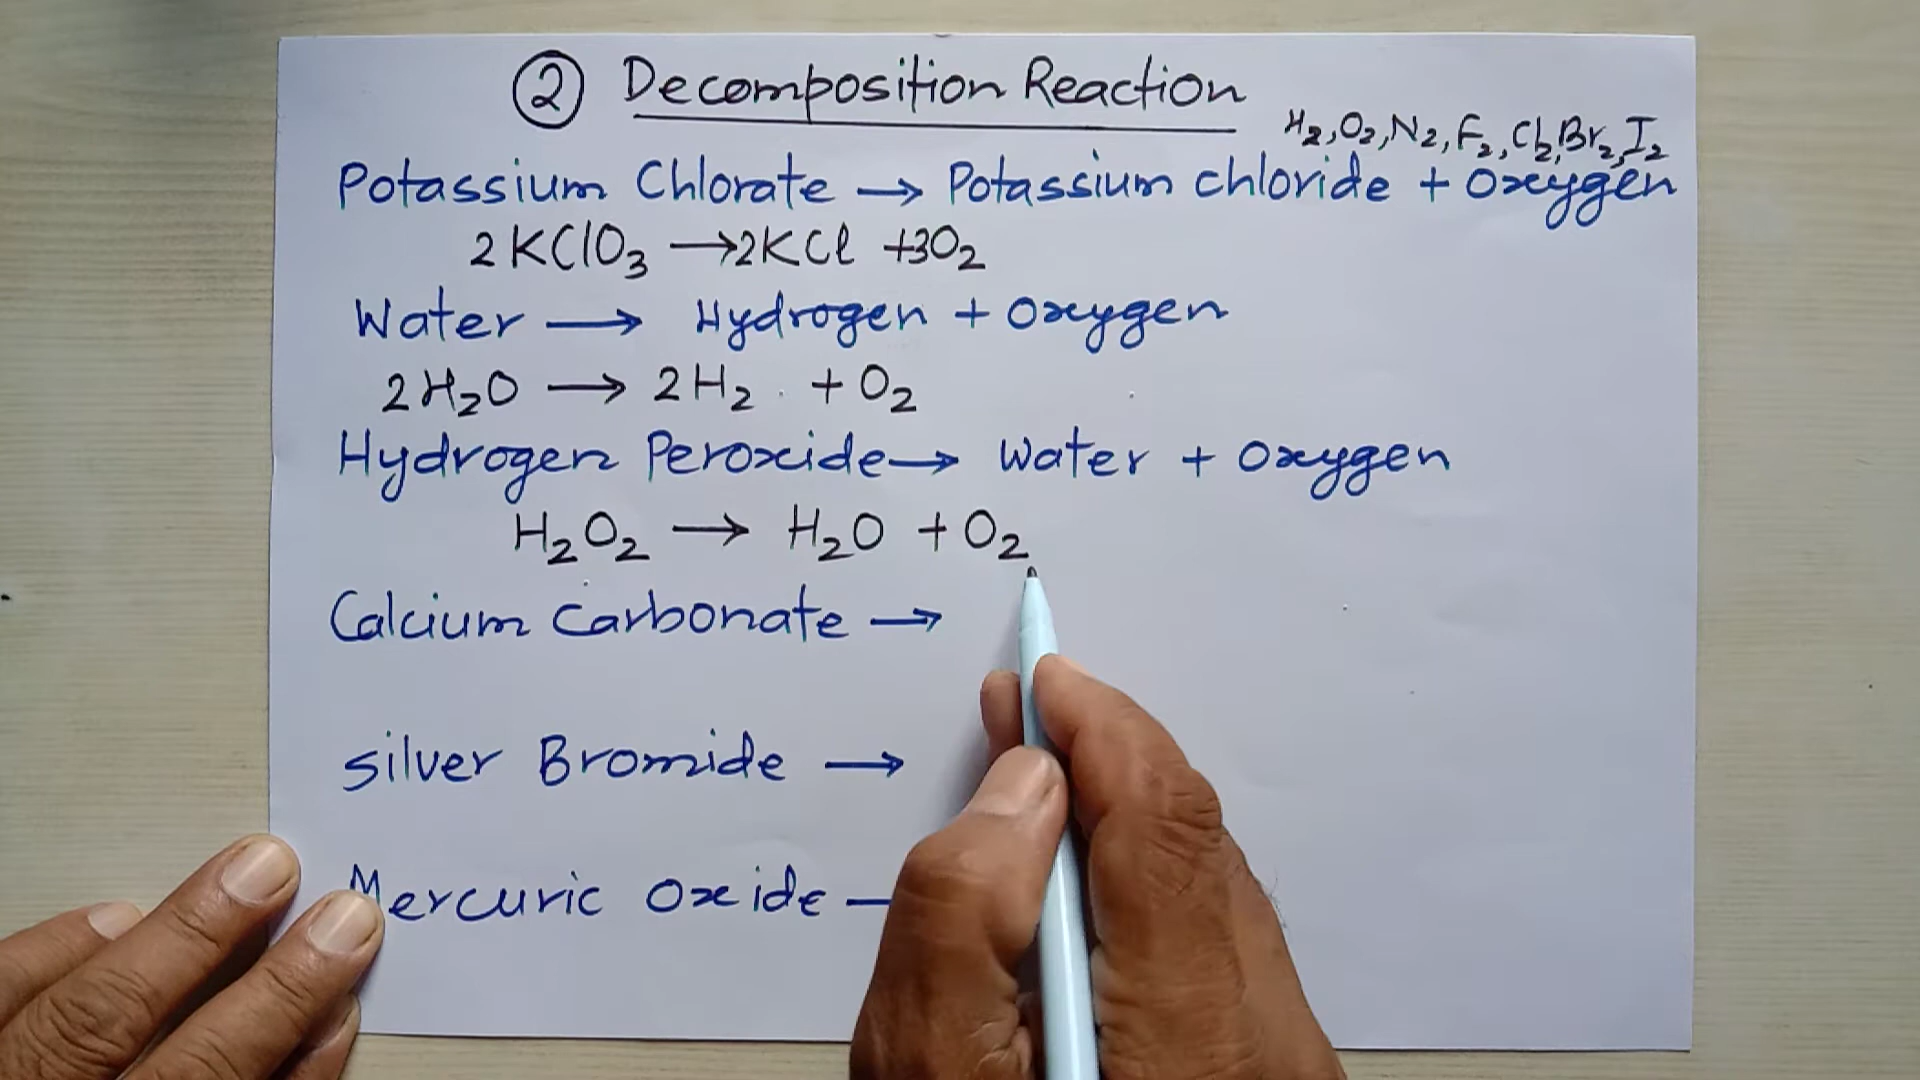 ② Decomposition Reaction
H₂, O₂, N₂, F₂, Cl₂, Br₂, I₂
Potassium Chlorate → Potassium chloride + Oxygen
2KClO₃ → 2KCl + 3O₂
Water → Hydrogen + Oxygen
2H₂O → 2H₂ + O₂
Hydrogen Peroxide → Water + Oxygen
H₂O₂ → H₂O + O₂
Calcium Carbonate →
silver Bromide →
Mercuric Oxide —